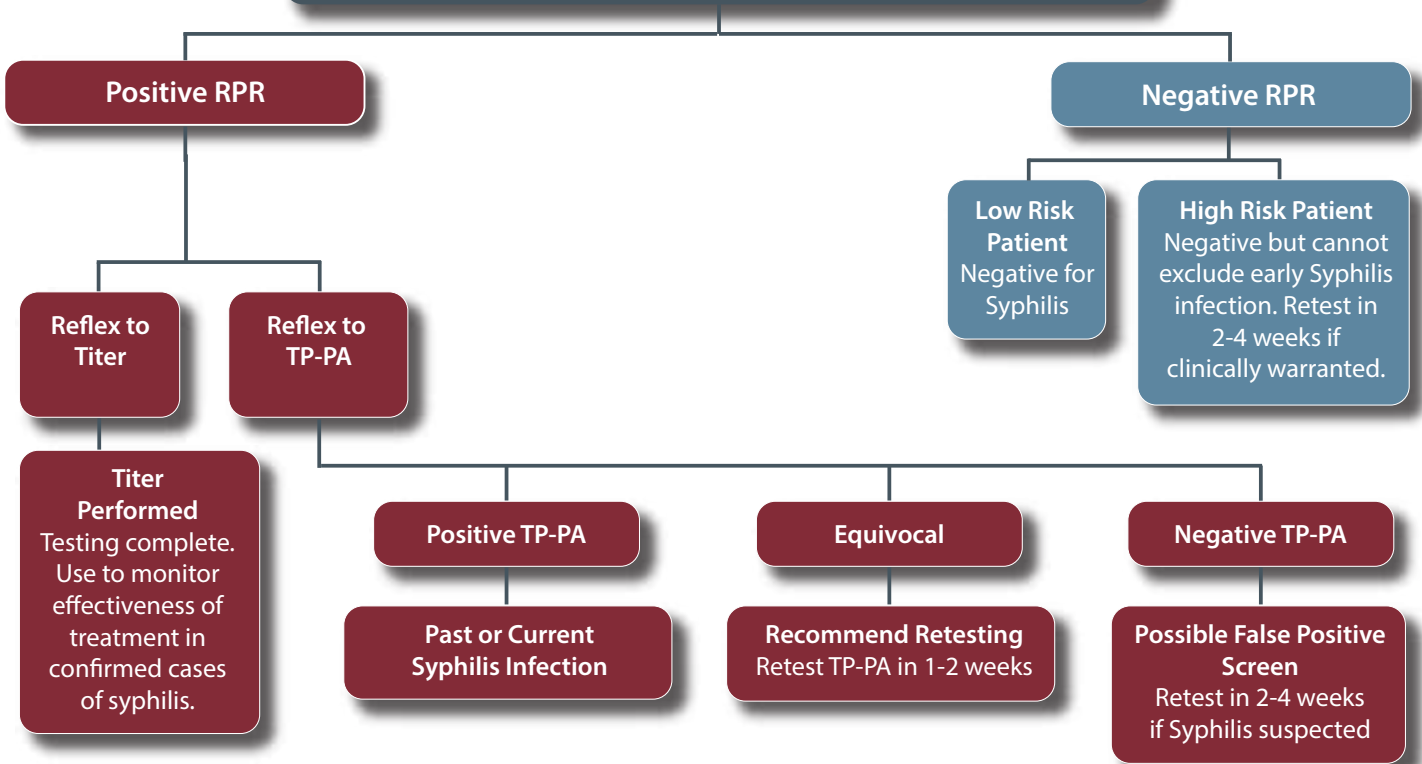 Positive RPR
Negative RPR
Low Risk
Patient
Negative for
Syphilis
High Risk Patient
Negative but cannot
exclude early Syphilis
infection. Retest in
2-4 weeks if
clinically warranted.
Reflex to
Titer
Reflex to
TP-PA
Titer
Performed
Testing complete.
Use to monitor
effectiveness of
treatment in
confirmed cases
of syphilis.
Positive TP-PA
Equivocal
Negative TP-PA
Past or Current
Syphilis Infection
Recommend Retesting
Retest TP-PA in 1-2 weeks
Possible False Positive
Screen
Retest in 2-4 weeks
if Syphilis suspected